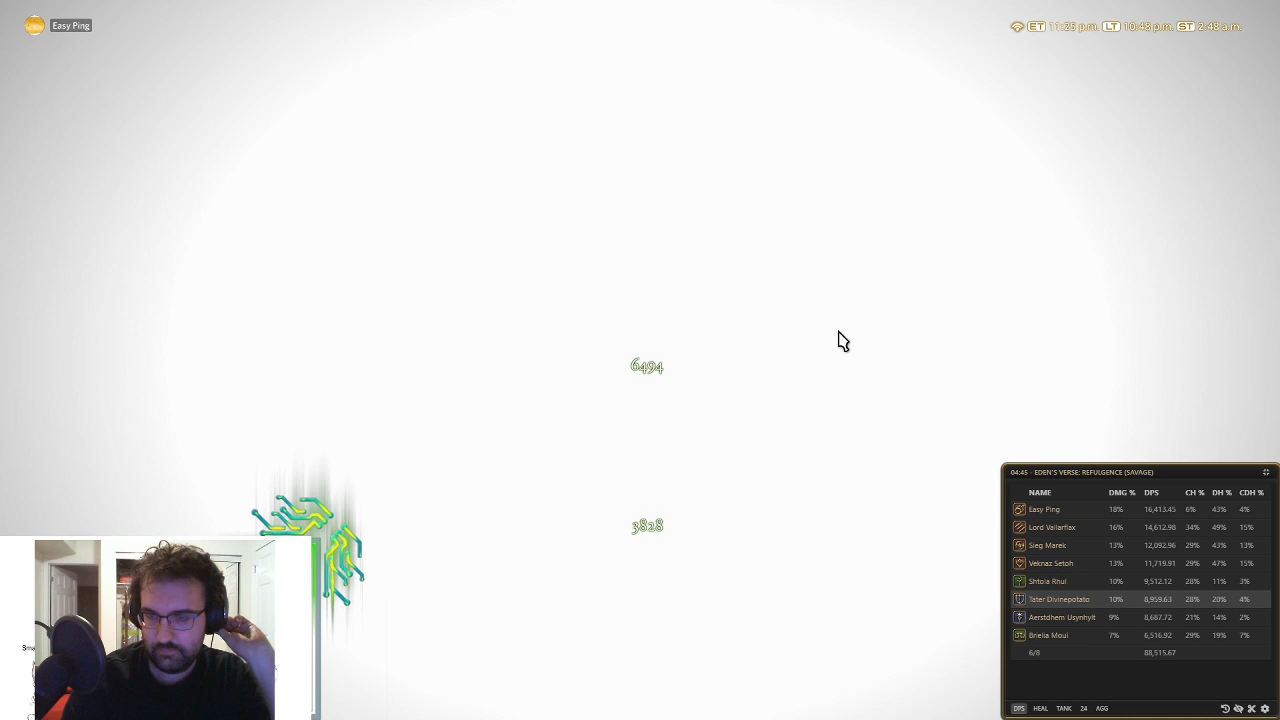 Easy Ping
ET 11:25 p.m. LT 10:48 p.m. ST 2:48 a.m.
6494
3828
Sma
04:45 - EDEN'S VERSE: REFULGENCE (SAVAGE)
NAME DMG % DPS CH % DH % CDH %
Easy Ping 18% 16,413.45 6% 43% 4%
Lord Vallarfiax 16% 14,612.98 34% 49% 15%
Sieg Marek 13% 12,092.96 29% 43% 13%
Veknaz Setoh 13% 11,719.91 29% 47% 15%
Shtola Rhul 10% 9,512.12 28% 11% 3%
Tater Divinepotato 10% 8,959.63 28% 20% 4%
Aerstdhem Usynhylt 9% 8,687.72 21% 14% 2%
Briella Moui 7% 6,516.92 29% 19% 7%
6/8 88,515.67
DPS HEAL TANK 24 AGG